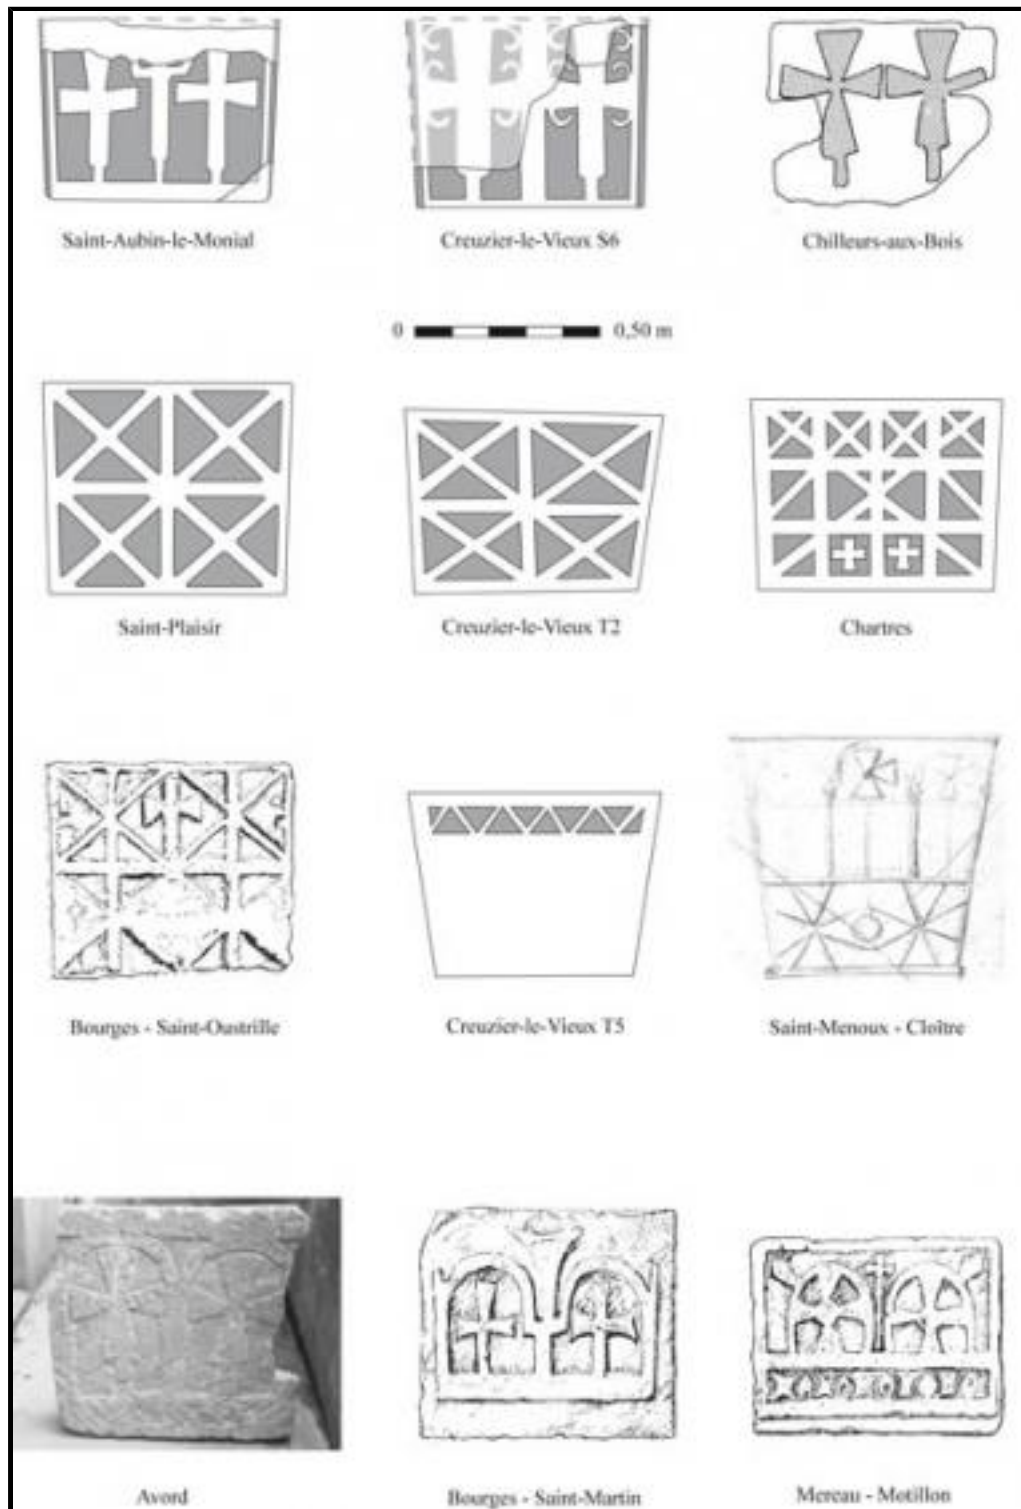 Saint-Aubin-le-Monial
Creuzier-le-Vieux S6
Chilleurs-aux-Bois
0 0,50 m
Saint-Plaisir
Creuzier-le-Vieux T2
Chartres
Bourges - Saint-Oustrille
Creuzier-le-Vieux T5
Saint-Menoux - Cloître
Avord
Bourges - Saint-Martin
Mereau - Motillon